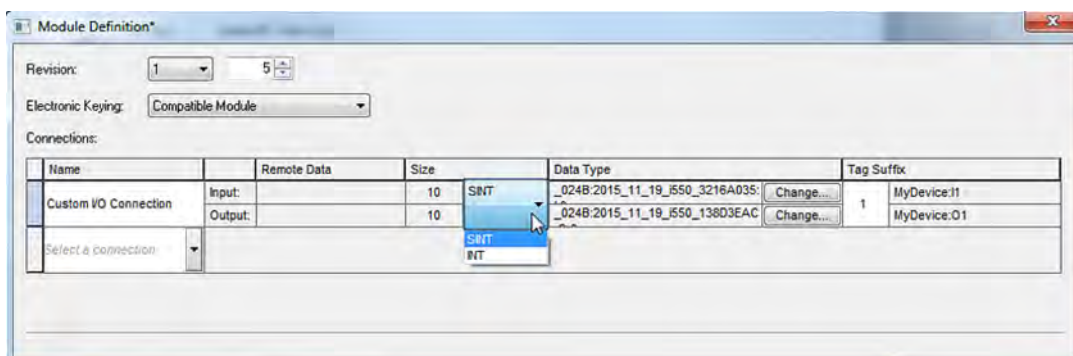 Module Definition*
Revision: 1 5
Electronic Keying: Compatible Module
Connections:
Name Remote Data Size Data Type Tag Suffix
Custom I/O Connection Input: 10 SINT _024B:2015_11_19_i550_3216A035: Change... 1 MyDevice:I1
Output: 10 _024B:2015_11_19_i550_138D3EAC Change... MyDevice:O1
Select a connection SINT
INT